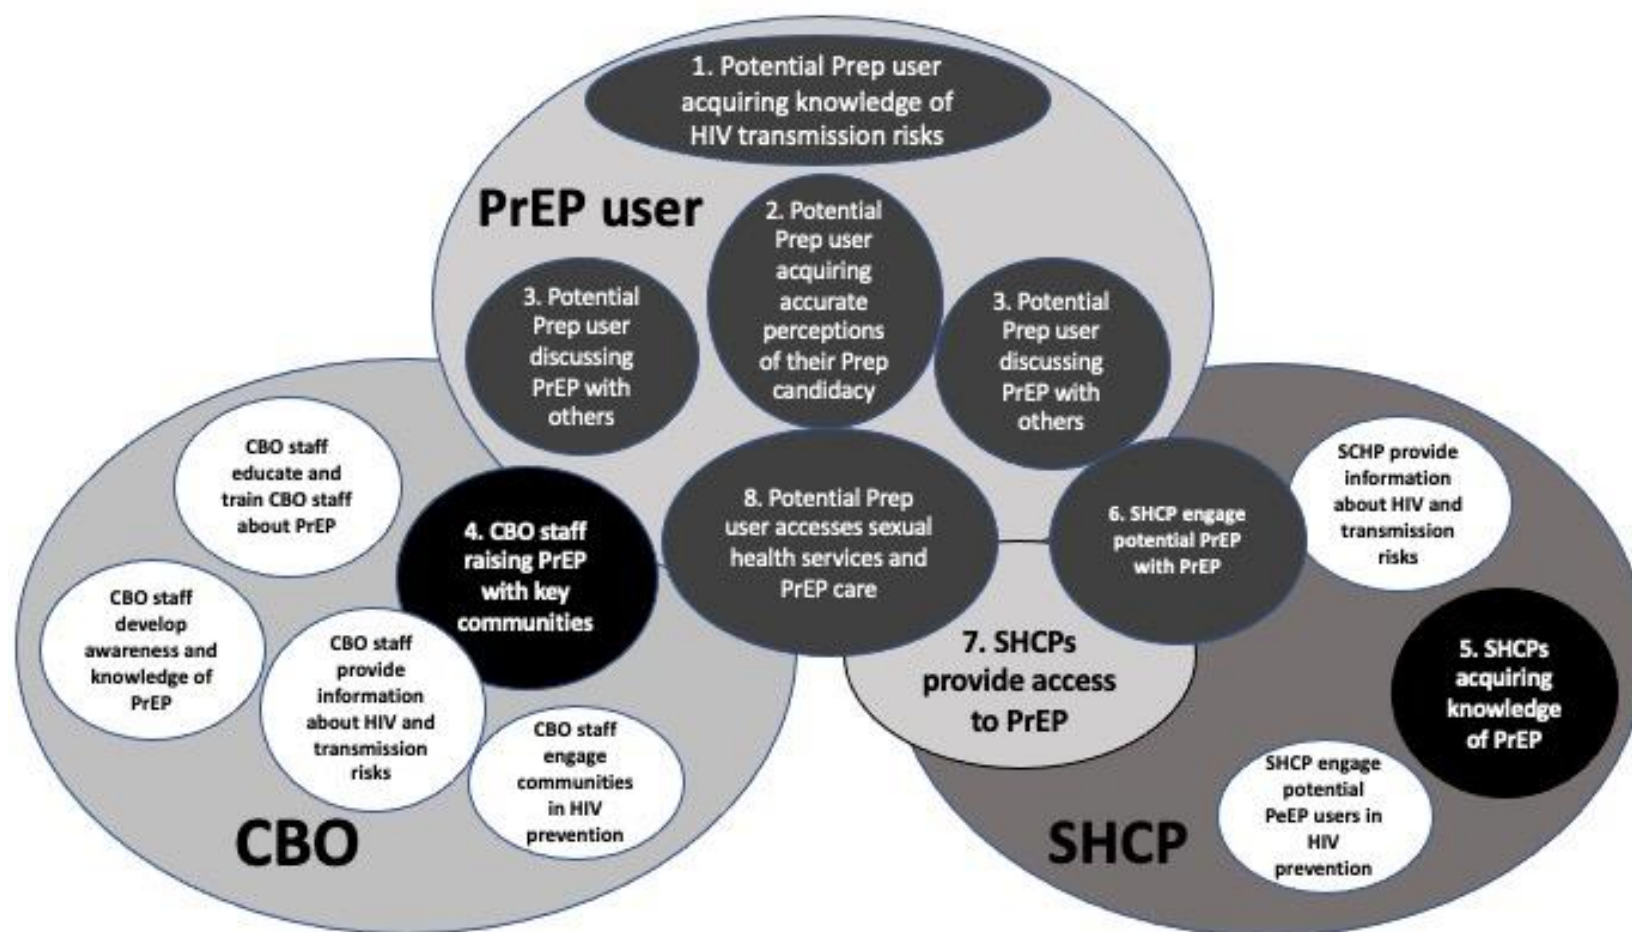 1. Potential Prep user
acquiring knowledge of
HIV transmission risks
PrEP user
2. Potential
Prep user
acquiring
accurate
perceptions
of their Prep
candidacy
3. Potential
Prep user
discussing
PrEP with
others
3. Potential
Prep user
discussing
PrEP with
others
CBO staff
educate and
train CBO staff
about PrEP
4. CBO staff
raising PrEP
with key
communities
8. Potential Prep
user accesses sexual
health services and
PrEP care
6. SHCP engage
potential PrEP
with PrEP
SCHP provide
information
about HIV and
transmission
risks
CBO staff
develop
awareness and
knowledge of
PrEP
CBO staff
provide
information
about HIV and
transmission
risks
7. SHCPs
provide access
to PrEP
5. SHCPs
acquiring
knowledge
of PrEP
CBO staff
engage
communities
in HIV
prevention
SHCP engage
potential
PeEP users in
HIV
prevention
CBO
SHCP